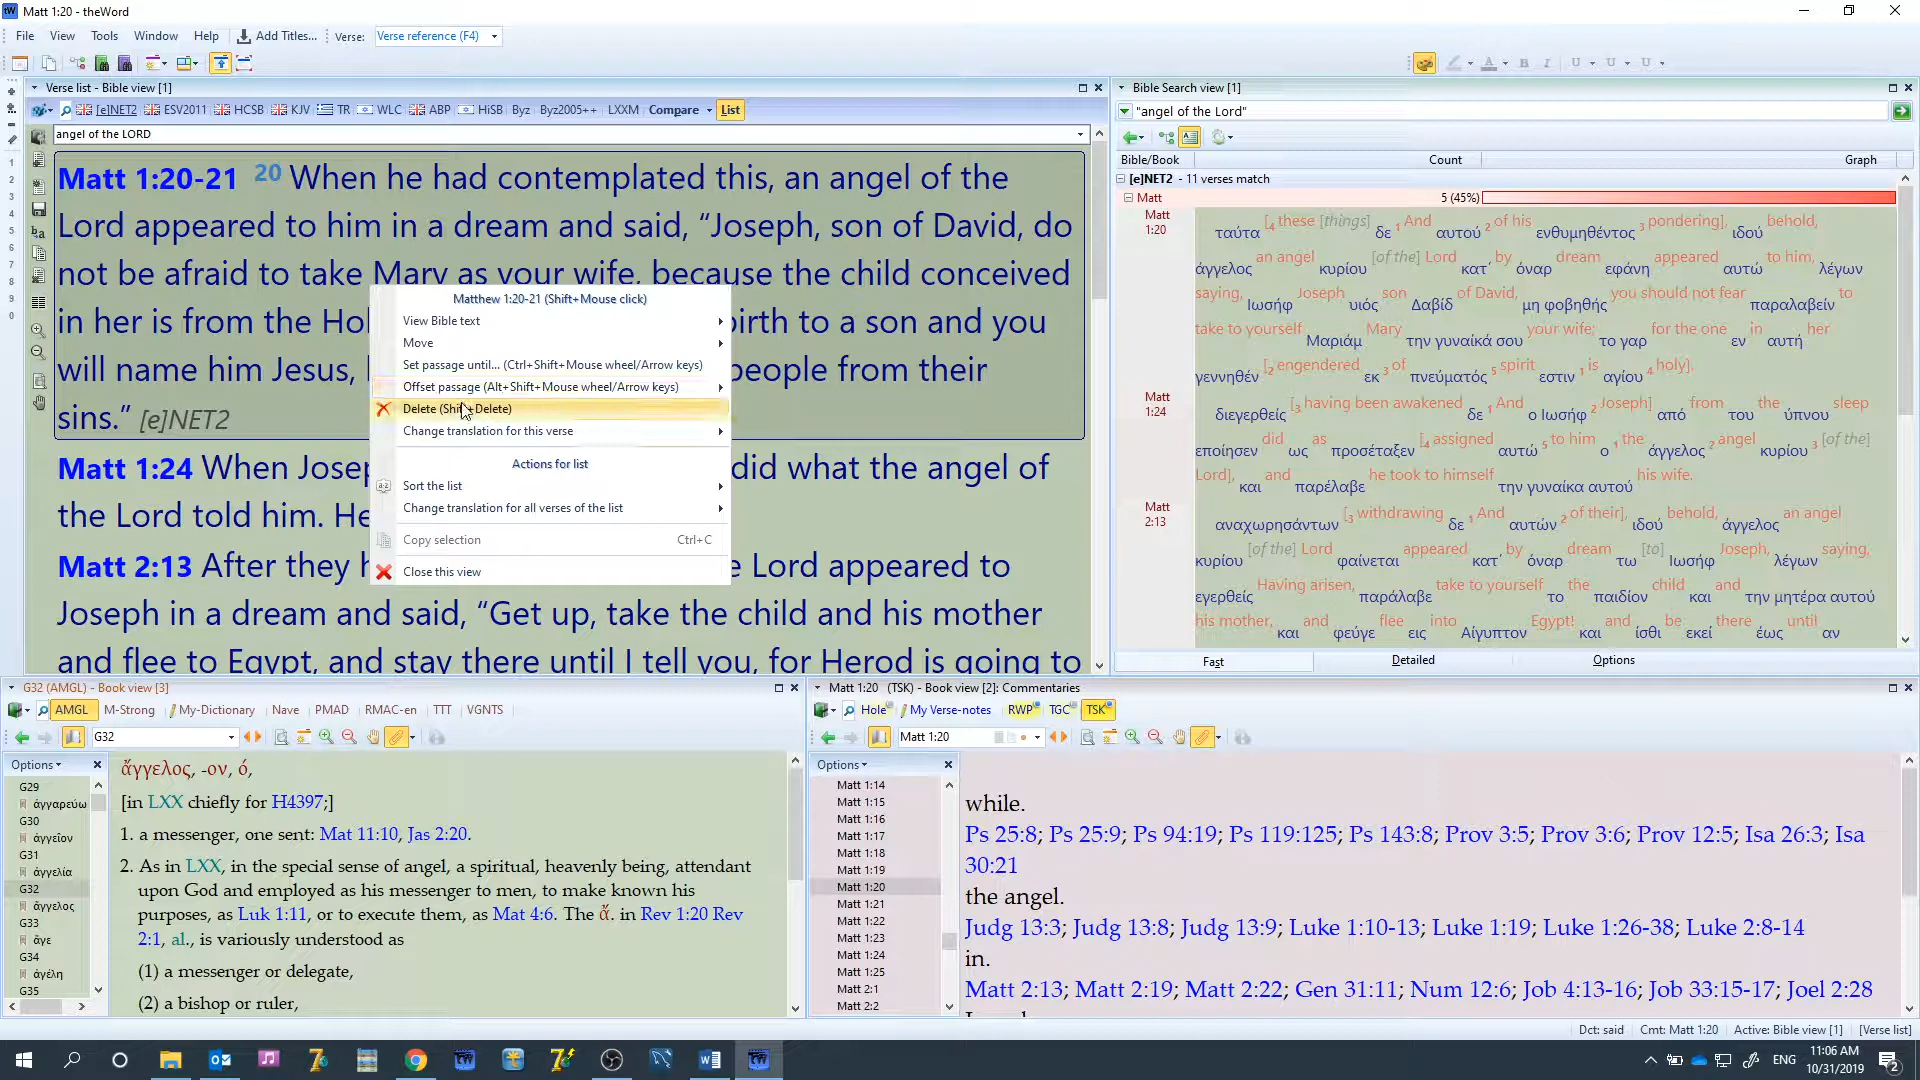 Matt 1:20 - theWord
File View Tools Window Help Add Titles... Verse: Verse reference (F4)
Verse list - Bible view [1]
[e]NET2 ESV2011 HCSB KJV TR WLC ABP HiSB Byz Byz2005++ LXXM Compare List
angel of the LORD
Matt 1:20-21 20 When he had contemplated this, an angel of the
Lord appeared to him in a dream and said, “Joseph, son of David, do
not be afraid to take Mary as your wife, because the child conceived
in her is from the Hol birth to a son and you
will name him Jesus, people from their
sins.” [e]NET2
Matt 1:24 When Josep did what the angel of
the Lord told him. He
Matt 2:13 After they h e Lord appeared to
Joseph in a dream and said, “Get up, take the child and his mother
and flee to Egypt, and stay there until I tell you, for Herod is going to
Matthew 1:20-21 (Shift+Mouse click)
View Bible text
Move
Set passage until... (Ctrl+Shift+Mouse wheel/Arrow keys)
Offset passage (Alt+Shift+Mouse wheel/Arrow keys)
Delete (Shift+Delete)
Change translation for this verse
Actions for list
Sort the list
Change translation for all verses of the list
Copy selection Ctrl+C
Close this view
Bible Search view [1]
"angel of the Lord"
Bible/Book Count Graph
[e]NET2 - 11 verses match
Matt 5 (45%)
Matt 1:20
[4 these [things] 1 And 2 of his 3 pondering], behold,
ταύτα δε αυτού ενθυμηθέντος ιδού
an angel [of the] Lord by dream appeared to him,
άγγελος κυρίου κατ΄ όναρ εφάνη αυτώ λέγων
saying, Joseph son of David, you should not fear to
Ιωσήφ υιός Δαβίδ μη φοβηθής παραλαβείν
take to yourself Mary your wife; for the one in her
Μαριάμ την γυναίκα σου το γαρ εν αυτή
[2 engendered 4 of 5 spirit 1 is 4 holy].
γεννηθέν εκ πνεύματός εστιν αγίου
Matt 1:24
[3 having been awakened 1 And 2 Joseph] from the sleep
διεγερθείς δε ο Ιωσήφ από του ύπνου
did as [4 assigned 5 to him 1 the 2 angel 3 [of the]
εποίησεν ως προσέταξεν αυτώ ο άγγελος κυρίου
Lord], and he took to himself his wife.
και παρέλαβε την γυναίκα αυτού
Matt 2:13
[3 withdrawing 1 And 2 of their], behold, an angel
αναχωρησάντων δε αυτών ιδού άγγελος
[of the] Lord appeared by dream [to] Joseph, saying,
κυρίου φαίνεται κατ΄ όναρ τω Ιωσήφ λέγων
Having arisen, take to yourself the child and
εγερθείς παράλαβε το παιδίον και την μητέρα αυτού
his mother, and flee into Egypt! and be there until
και φεύγε εις Αίγυπτον και ίσθι εκεί έως αν
Fast Detailed Options
G32 (AMGL) - Book view [3]
AMGL M-Strong My-Dictionary Nave PMAD RMAC-en TTT VGNTS
G32
Options
G29
ἀγγαρεύω
G30
ἀγγεῖον
G31
ἀγγελία
G32
ἄγγελος
G33
ἄγε
G34
ἀγέλη
G35
ἄγγελος, -ου, ὁ,
[in LXX chiefly for H4397;]
1. a messenger, one sent: Mat 11:10, Jas 2:20.
2. As in LXX, in the special sense of angel, a spiritual, heavenly being, attendant
upon God and employed as his messenger to men, to make known his
purposes, as Luk 1:11, or to execute them, as Mat 4:6. The ἄ. in Rev 1:20 Rev
2:1, al., is variously understood as
(1) a messenger or delegate,
(2) a bishop or ruler,
Matt 1:20 (TSK) - Book view [2]: Commentaries
Hole My Verse-notes RWP TGC TSK
Matt 1:20
Options
Matt 1:14
Matt 1:15
Matt 1:16
Matt 1:17
Matt 1:18
Matt 1:19
Matt 1:20
Matt 1:21
Matt 1:22
Matt 1:23
Matt 1:24
Matt 1:25
Matt 2:1
Matt 2:2
while.
Ps 25:8; Ps 25:9; Ps 94:19; Ps 119:125; Ps 143:8; Prov 3:5; Prov 3:6; Prov 12:5; Isa 26:3; Isa
30:21
the angel.
Judg 13:3; Judg 13:8; Judg 13:9; Luke 1:10-13; Luke 1:19; Luke 1:26-38; Luke 2:8-14
in.
Matt 2:13; Matt 2:19; Matt 2:22; Gen 31:11; Num 12:6; Job 4:13-16; Job 33:15-17; Joel 2:28
Dct: said Cmt: Matt 1:20 Active: Bible view [1] [Verse list]
ENG 11:06 AM
10/31/2019